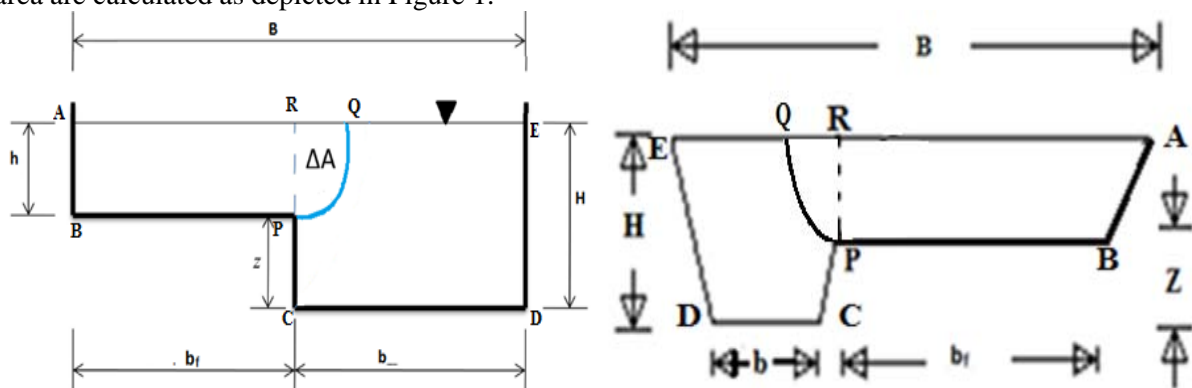 area are calculated as depicted in Figure 1.
B
A R Q E
h ΔA H
B P
z
C D
bf b
B
Q R
E A
H
P B
Z
D C
b bf